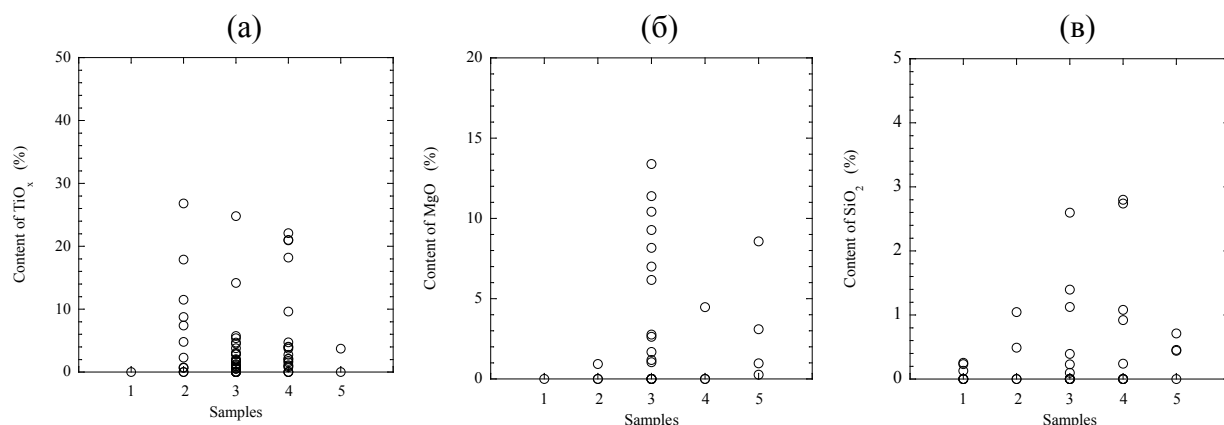 (а)
50
40
30
20
10
0
1 2 3 4 5
Samples
Content of TiOₓ (%)
(б)
20
15
10
5
0
1 2 3 4 5
Samples
Content of MgO (%)
(в)
5
4
3
2
1
0
1 2 3 4 5
Samples
Content of SiO₂ (%)